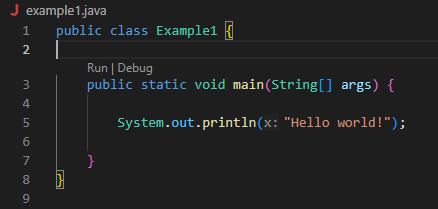 J example1.java
1 public class Example1 {
2
Run | Debug
3 public static void main(String[] args) {
4
5 System.out.println(x: "Hello world!");
6
7 }
8 }
9